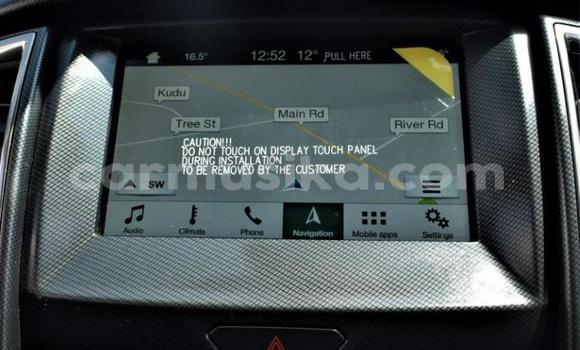 16.5° 12:52 12° PULL HERE
Kudu
Main Rd
Tree St
River Rd
CAUTION!!!
DO NOT TOUCH ON DISPLAY TOUCH PANEL
DURING INSTALLATION
TO BE REMOVED BY THE CUSTOMER
carmusika.com
SW
Audio Climate Phone Navigation Mobile apps Settings